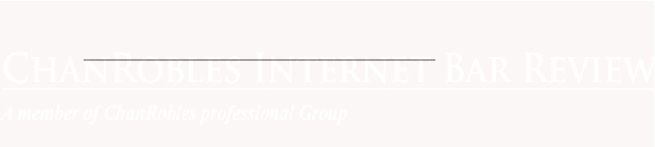 ChanRobles Internet Bar Review
A member of ChanRobles professional Group